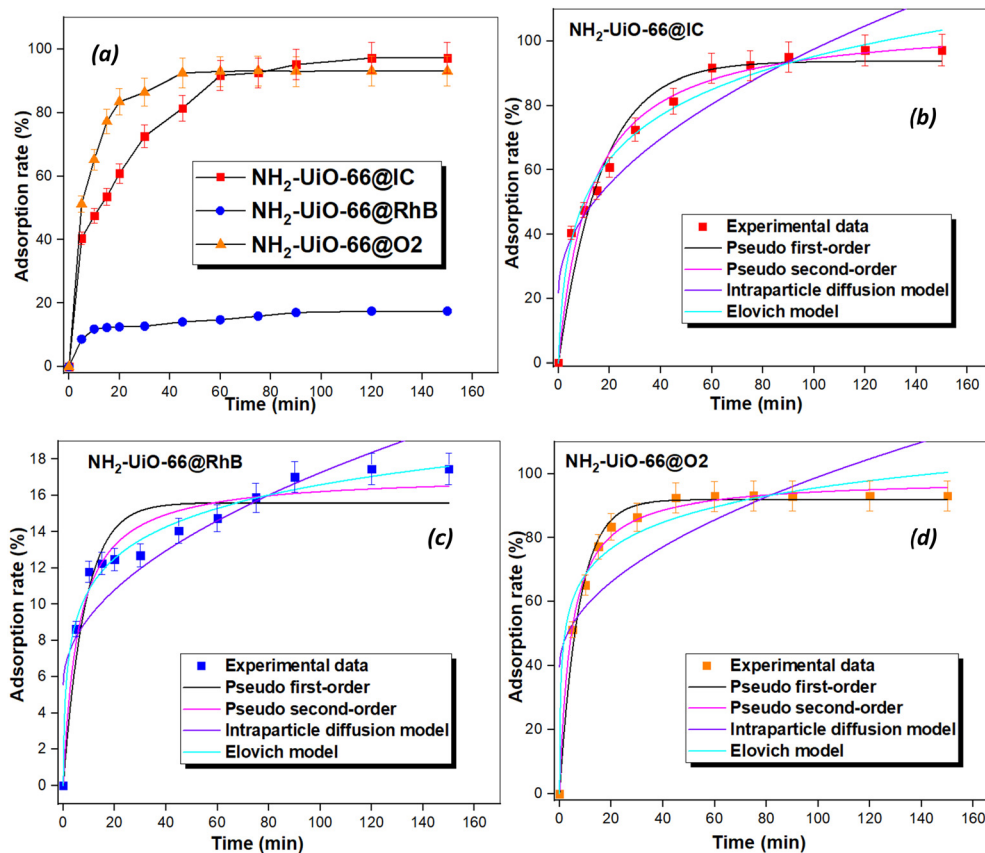 (a)
Adsorption rate (%)
100
80
60
40
20
0
NH2-UiO-66@IC
NH2-UiO-66@RhB
NH2-UiO-66@O2
0 20 40 60 80 100 120 140 160
Time (min)
NH2-UiO-66@IC
(b)
Adsorption rate (%)
100
80
60
40
20
0
Experimental data
Pseudo first-order
Pseudo second-order
Intraparticle diffusion model
Elovich model
0 20 40 60 80 100 120 140 160
Time (min)
NH2-UiO-66@RhB
(c)
Adsorption rate (%)
18
16
14
12
10
8
6
4
2
0
Experimental data
Pseudo first-order
Pseudo second-order
Intraparticle diffusion model
Elovich model
0 20 40 60 80 100 120 140 160
Time (min)
NH2-UiO-66@O2
(d)
Adsorption rate (%)
100
80
60
40
20
0
Experimental data
Pseudo first-order
Pseudo second-order
Intraparticle diffusion model
Elovich model
0 20 40 60 80 100 120 140 160
Time (min)